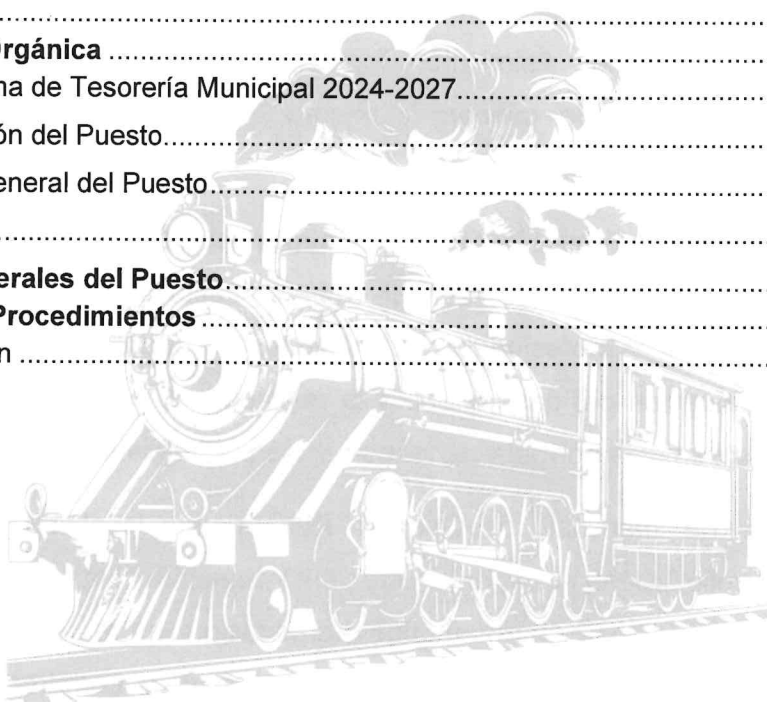 ..........
rgánica ..........
na de Tesorería Municipal 2024-2027..........
ón del Puesto..........
eneral del Puesto..........
..........
erales del Puesto..........
Procedimientos ..........
n ..........